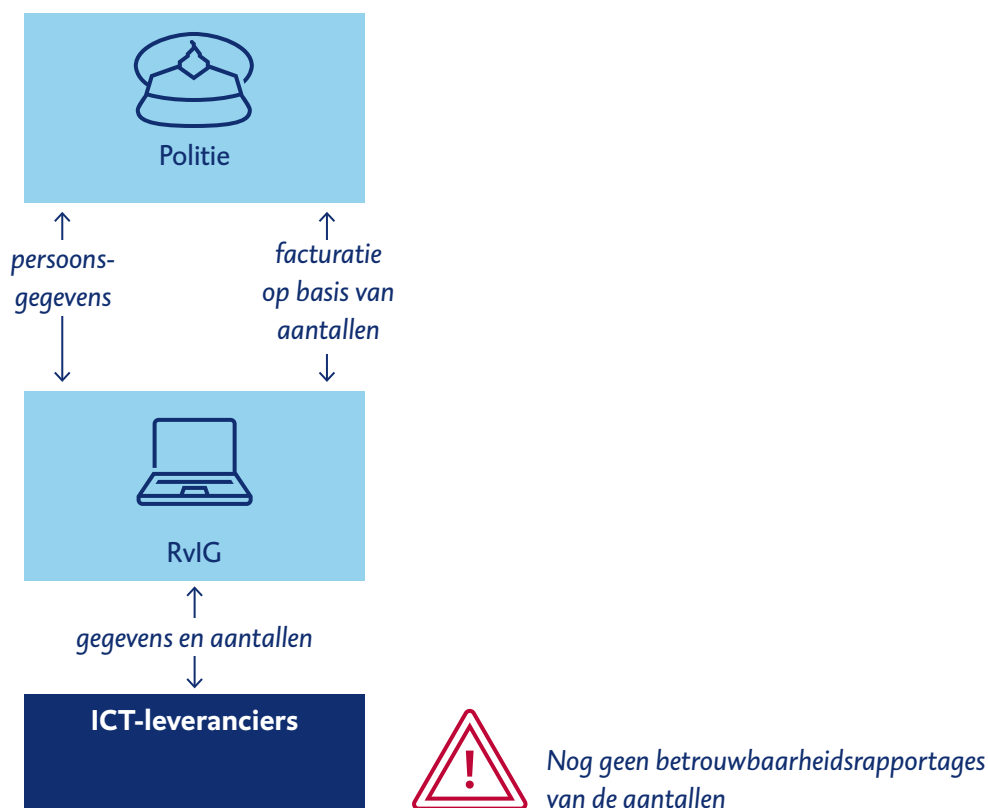 Politie
persoons-
gegevens
facturatie
op basis van
aantallen
RvIG
gegevens en aantallen
ICT-leveranciers
!
Nog geen betrouwbaarheidsrapportages
van de aantallen